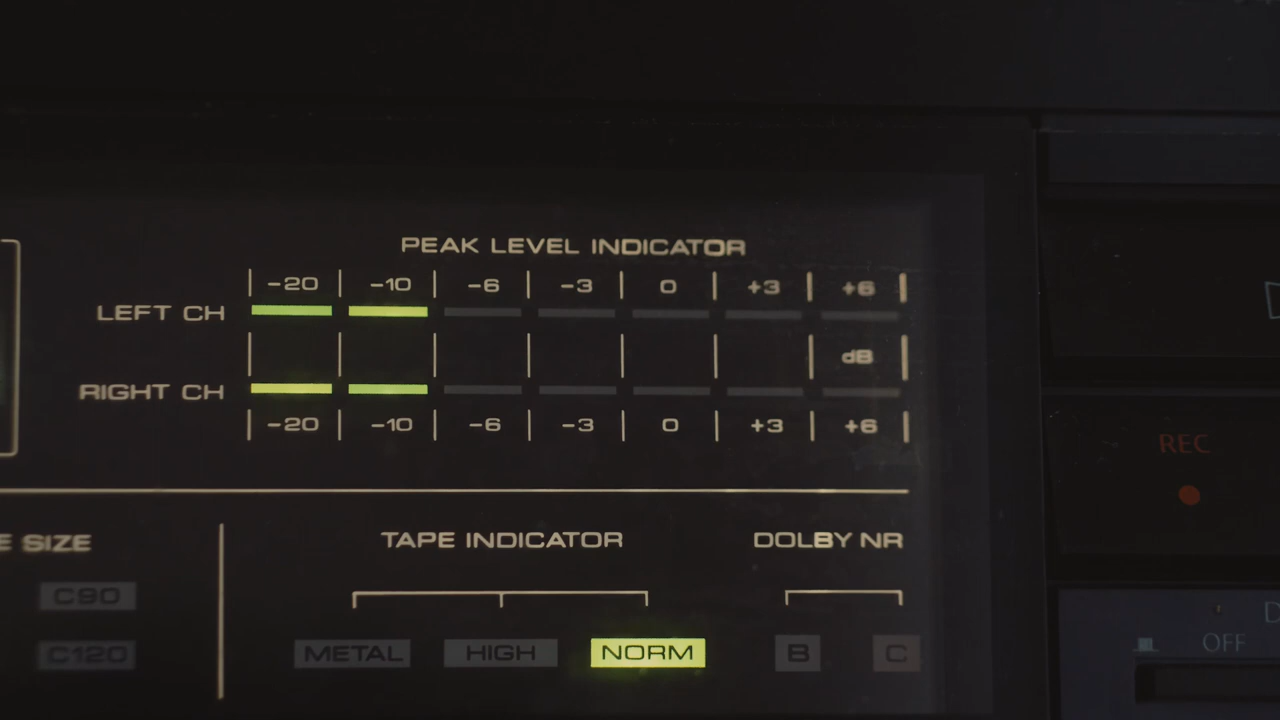 PEAK LEVEL INDICATOR
-20 -10 -6 -3 0 +3 +6
LEFT CH
dB
RIGHT CH
-20 -10 -6 -3 0 +3 +6
REC
E SIZE
TAPE INDICATOR
DOLBY NR
C90
C120
METAL HIGH NORM
B C
D
OFF